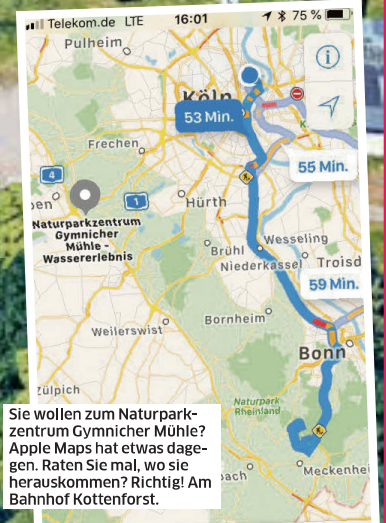 Telekom.de LTE 16:01 75 %
Pulheim
Köln
53 Min.
Frechen
55 Min.
4
1
Hürth
Naturparkzentrum
Gymnicher
Mühle -
Wassererlebnis
Brühl
Wesseling
Niederkassel
Troisd
59 Min.
Bornheim
Weilerswist
Bonn
Zülpich
Naturpark
Rheinland
Meckenhei
ach
Sie wollen zum Naturpark-
zentrum Gymnicher Mühle?
Apple Maps hat etwas dage-
gen. Raten Sie mal, wo sie
herauskommen? Richtig! Am
Bahnhof Kottenforst.